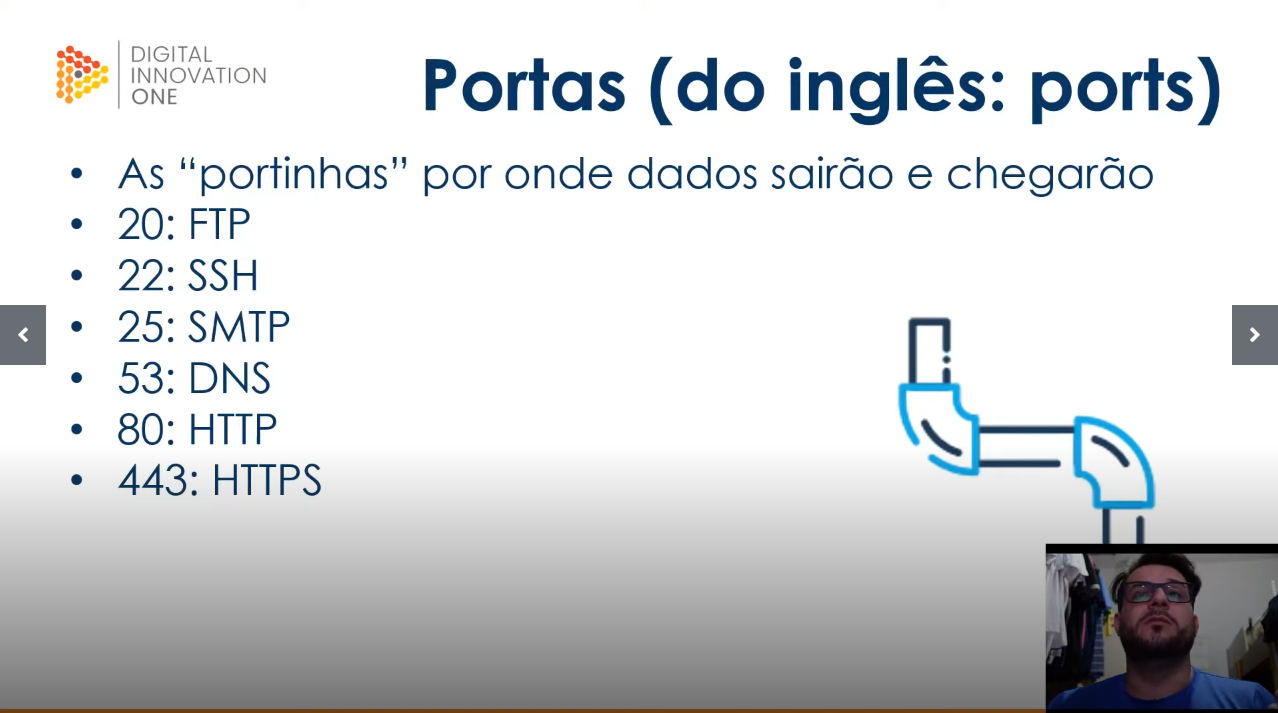 DIGITAL
INNOVATION
ONE
Portas (do inglês: ports)
• As “portinhas” por onde dados sairão e chegarão
• 20: FTP
• 22: SSH
• 25: SMTP
• 53: DNS
• 80: HTTP
• 443: HTTPS